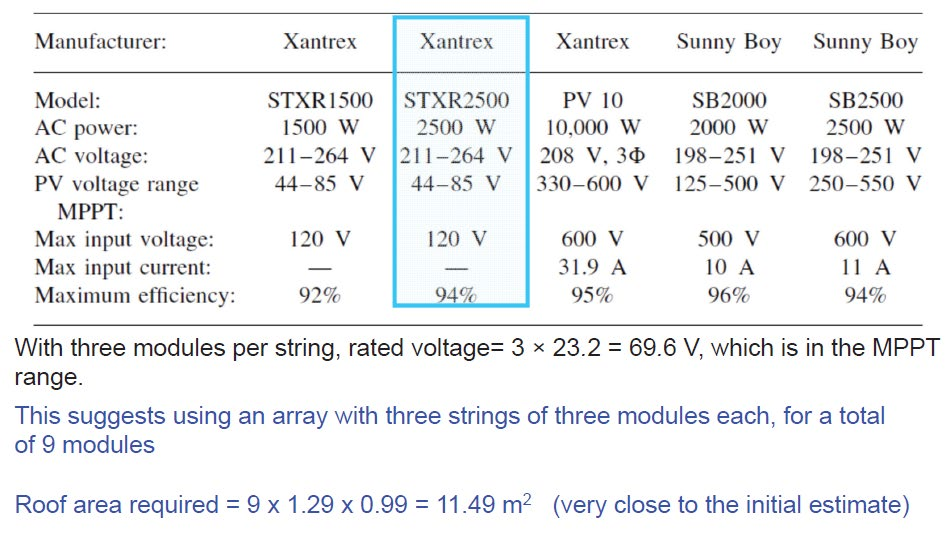 Manufacturer: Xantrex Xantrex Xantrex Sunny Boy Sunny Boy
Model: STXR1500 STXR2500 PV 10 SB2000 SB2500
AC power: 1500 W 2500 W 10,000 W 2000 W 2500 W
AC voltage: 211–264 V 211–264 V 208 V, 3Φ 198–251 V 198–251 V
PV voltage range 44–85 V 44–85 V 330–600 V 125–500 V 250–550 V
MPPT:
Max input voltage: 120 V 120 V 600 V 500 V 600 V
Max input current: — — 31.9 A 10 A 11 A
Maximum efficiency: 92% 94% 95% 96% 94%
With three modules per string, rated voltage= 3 × 23.2 = 69.6 V, which is in the MPPT
range.
This suggests using an array with three strings of three modules each, for a total
of 9 modules
Roof area required = 9 x 1.29 x 0.99 = 11.49 m² (very close to the initial estimate)